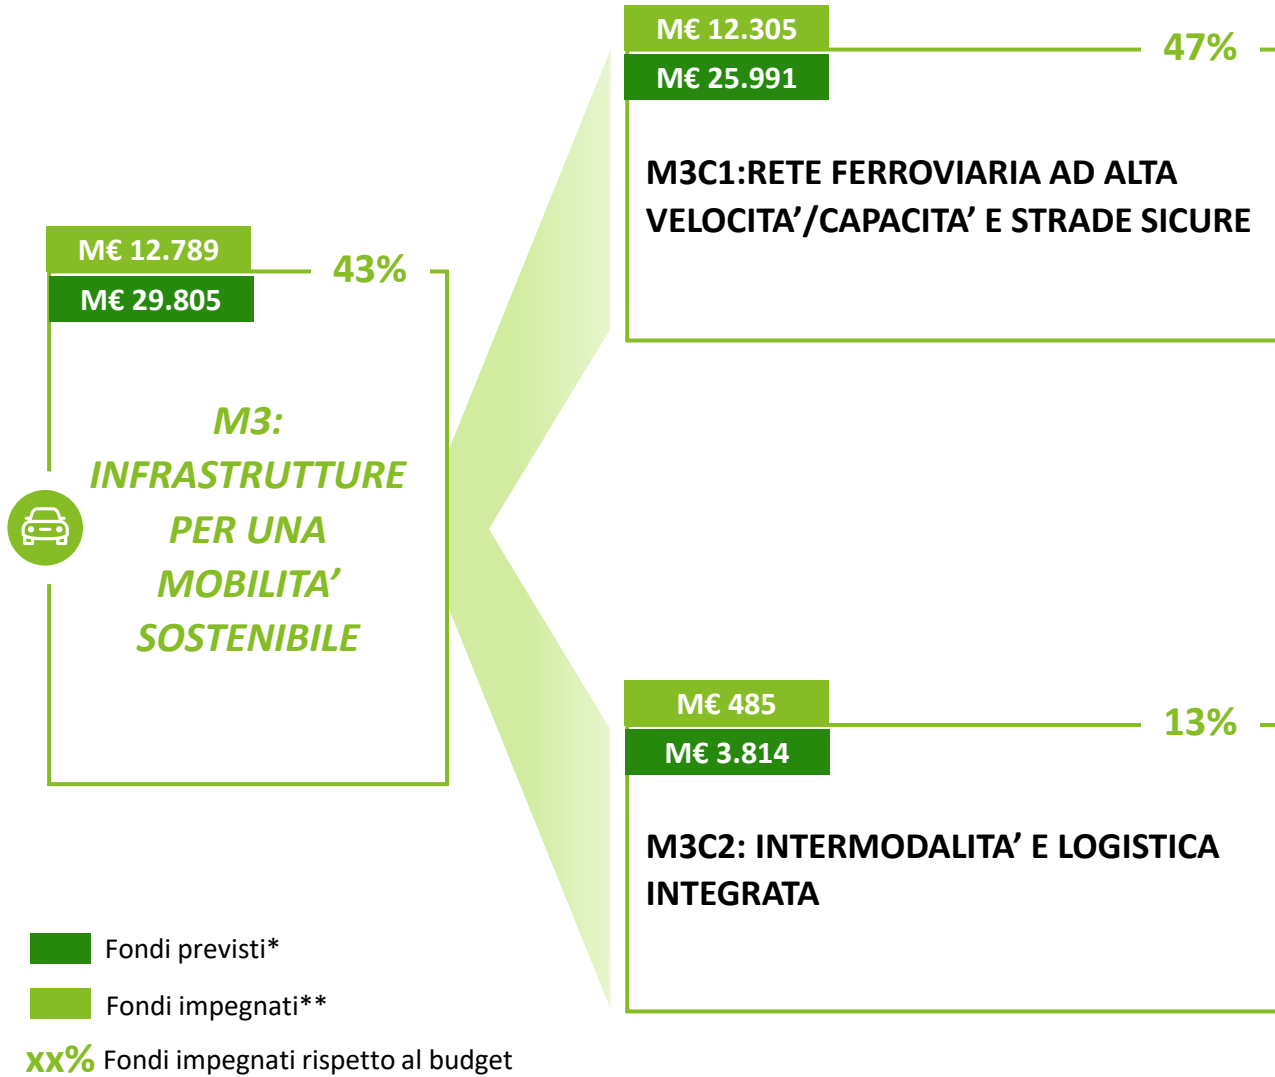 M€ 12.789
43%
M€ 29.805
M3:
INFRASTRUTTURE
PER UNA
MOBILITA’
SOSTENIBILE
M€ 12.305
47%
M€ 25.991
M3C1:RETE FERROVIARIA AD ALTA
VELOCITA’/CAPACITA’ E STRADE SICURE
M€ 485
13%
M€ 3.814
M3C2: INTERMODALITA’ E LOGISTICA
INTEGRATA
Fondi previsti*
Fondi impegnati**
xx% Fondi impegnati rispetto al budget